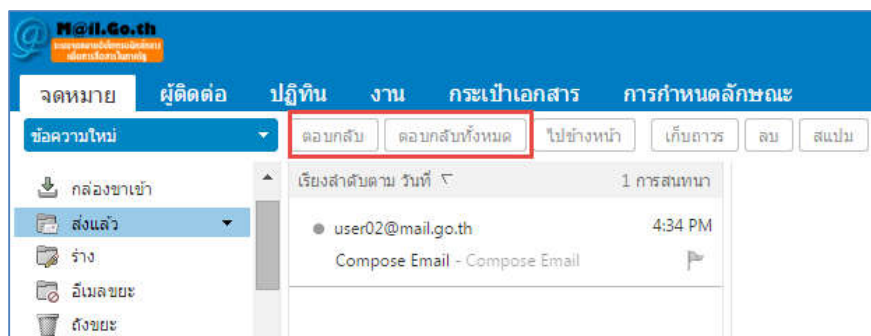 M@il.Go.th
จดหมาย ผู้ติดต่อ ปฏิทิน งาน กระเป๋าเอกสาร การกำหนดลักษณะ
ข้อความใหม่ ตอบกลับ ตอบกลับทั้งหมด ไปข้างหน้า เก็บถาวร ลบ สแปม
กล่องขาเข้า
ส่งแล้ว
ร่าง
อีเมลขยะ
ถังขยะ
เรียงลำดับตาม วันที่ 1 การสนทนา
user02@mail.go.th 4:34 PM
Compose Email - Compose Email